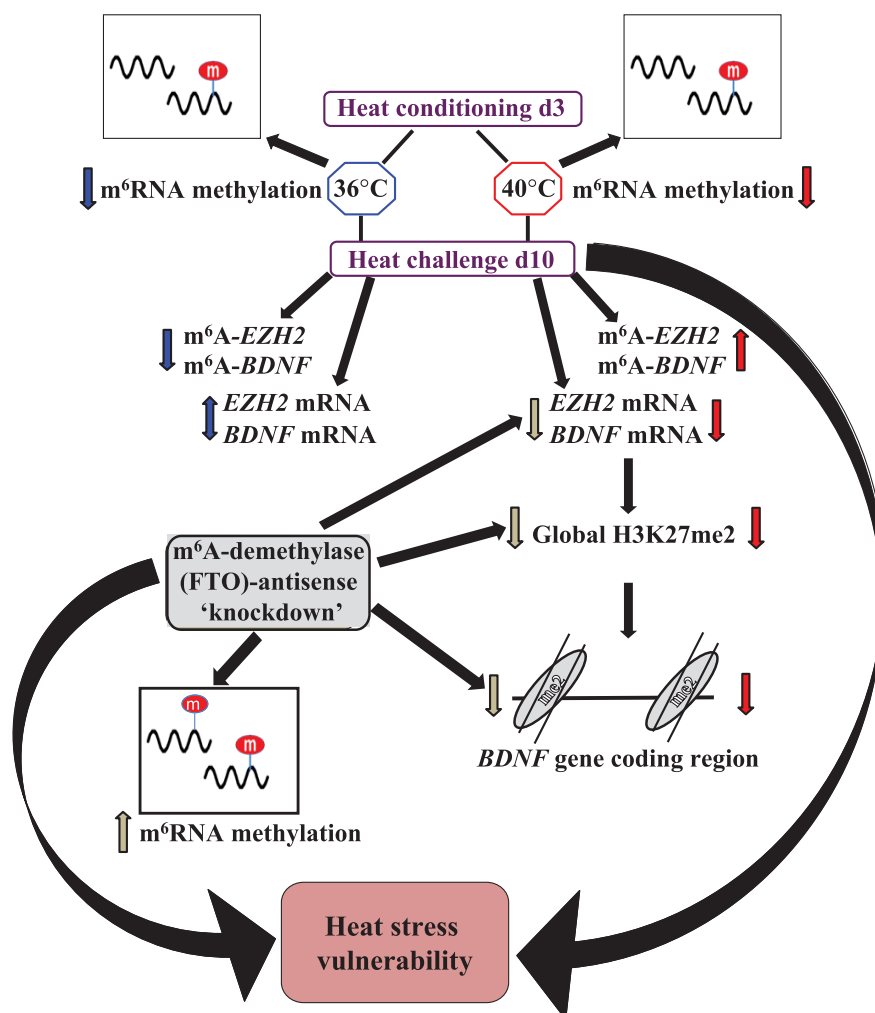 m
m
Heat conditioning d3
m⁶RNA methylation
36°C
40°C
m⁶RNA methylation
Heat challenge d10
m⁶A-EZH2
m⁶A-BDNF
m⁶A-EZH2
m⁶A-BDNF
EZH2 mRNA
BDNF mRNA
EZH2 mRNA
BDNF mRNA
Global H3K27me2
m⁶A-demethylase
(FTO)-antisense
‘knockdown’
me2
me2
BDNF gene coding region
m
m
m⁶RNA methylation
Heat stress
vulnerability